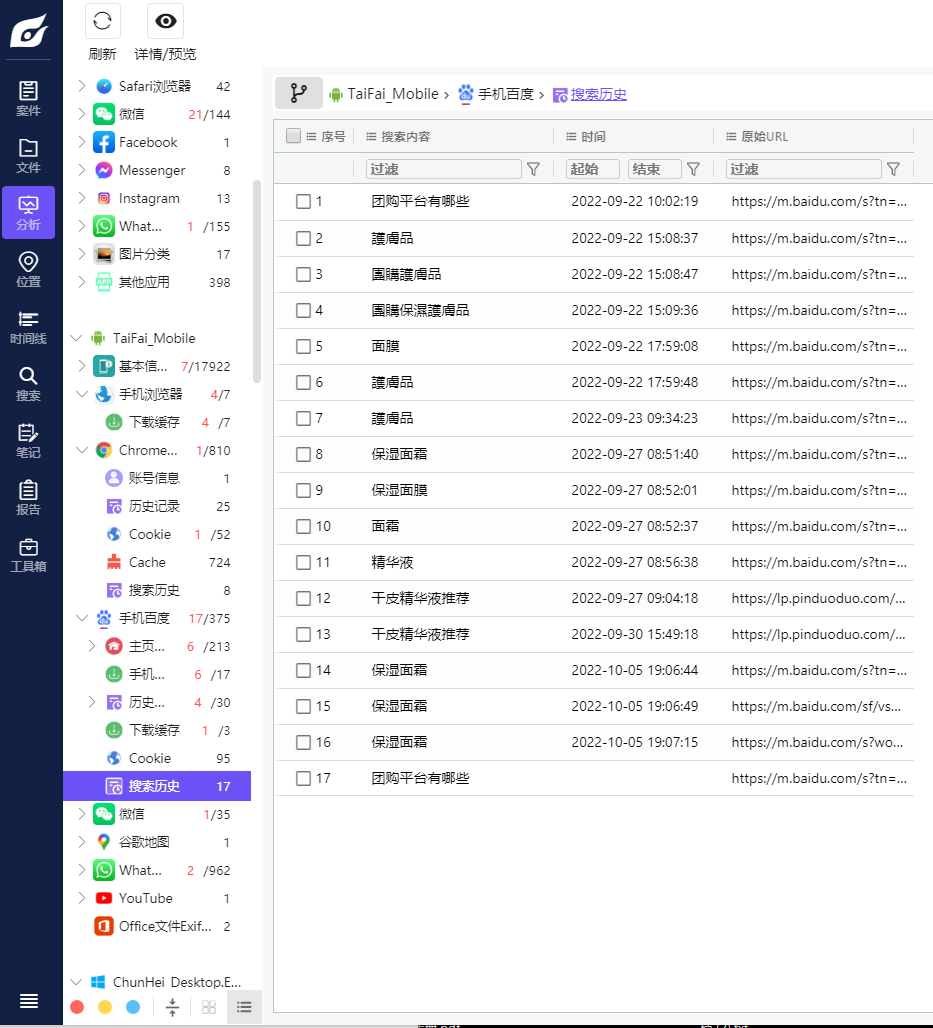 刷新 详情/预览
案件
文件
分析
位置
时间线
搜索
笔记
报告
工具箱
Safari浏览器 42
微信 21/144
Facebook 1
Messenger 8
Instagram 13
What... 1 /155
图片分类 17
其他应用 398
TaiFai_Mobile
基本信... 7/17922
手机浏览器 4/7
下载缓存 4 /7
Chrome... 1/810
账号信息 1
历史记录 25
Cookie 1 /52
Cache 724
搜索历史 8
手机百度 17/375
主页... 6 /213
手机... 6 /17
历史... 4 /30
下载缓存 1 /3
Cookie 95
搜索历史 17
微信 1/35
谷歌地图 1
What... 2 /962
YouTube 1
Office文件Exif... 2
ChunHei_Desktop.E...
TaiFai_Mobile › 手机百度 › 搜索历史
序号 搜索内容 时间 原始URL
过滤 起始 结束 过滤
1 团购平台有哪些 2022-09-22 10:02:19 https://m.baidu.com/s?tn=...
2 護膚品 2022-09-22 15:08:37 https://m.baidu.com/s?tn=...
3 團購護膚品 2022-09-22 15:08:47 https://m.baidu.com/s?tn=...
4 團購保濕護膚品 2022-09-22 15:09:36 https://m.baidu.com/s?tn=...
5 面膜 2022-09-22 17:59:08 https://m.baidu.com/s?tn=...
6 護膚品 2022-09-22 17:59:48 https://m.baidu.com/s?tn=...
7 護膚品 2022-09-23 09:34:23 https://m.baidu.com/s?tn=...
8 保湿面霜 2022-09-27 08:51:40 https://m.baidu.com/s?tn=...
9 保湿面膜 2022-09-27 08:52:01 https://m.baidu.com/s?tn=...
10 面霜 2022-09-27 08:52:37 https://m.baidu.com/s?tn=...
11 精华液 2022-09-27 08:56:38 https://m.baidu.com/s?tn=...
12 干皮精华液推荐 2022-09-27 09:04:18 https://lp.pinduoduo.com/...
13 干皮精华液推荐 2022-09-30 15:49:18 https://lp.pinduoduo.com/...
14 保湿面霜 2022-10-05 19:06:44 https://m.baidu.com/s?tn=...
15 保湿面霜 2022-10-05 19:06:49 https://m.baidu.com/sf/vs...
16 保湿面霜 2022-10-05 19:07:15 https://m.baidu.com/s?wo...
17 团购平台有哪些 https://m.baidu.com/s?tn=...